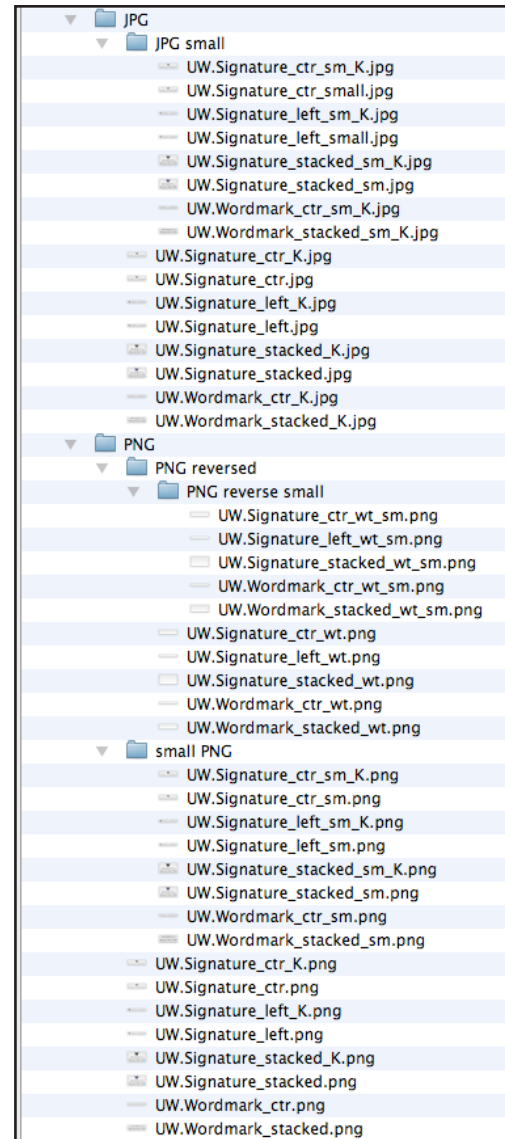 JPG
JPG small
UW.Signature_ctr_sm_K.jpg
UW.Signature_ctr_small.jpg
UW.Signature_left_sm_K.jpg
UW.Signature_left_small.jpg
UW.Signature_stacked_sm_K.jpg
UW.Signature_stacked_sm.jpg
UW.Wordmark_ctr_sm_K.jpg
UW.Wordmark_stacked_sm_K.jpg
UW.Signature_ctr_K.jpg
UW.Signature_ctr.jpg
UW.Signature_left_K.jpg
UW.Signature_left.jpg
UW.Signature_stacked_K.jpg
UW.Signature_stacked.jpg
UW.Wordmark_ctr_K.jpg
UW.Wordmark_stacked_K.jpg
PNG
PNG reversed
PNG reverse small
UW.Signature_ctr_wt_sm.png
UW.Signature_left_wt_sm.png
UW.Signature_stacked_wt_sm.png
UW.Wordmark_ctr_wt_sm.png
UW.Wordmark_stacked_wt_sm.png
UW.Signature_ctr_wt.png
UW.Signature_left_wt.png
UW.Signature_stacked_wt.png
UW.Wordmark_ctr_wt.png
UW.Wordmark_stacked_wt.png
small PNG
UW.Signature_ctr_sm_K.png
UW.Signature_ctr_sm.png
UW.Signature_left_sm_K.png
UW.Signature_left_sm.png
UW.Signature_stacked_sm_K.png
UW.Signature_stacked_sm.png
UW.Wordmark_ctr_sm.png
UW.Wordmark_stacked_sm.png
UW.Signature_ctr_K.png
UW.Signature_ctr.png
UW.Signature_left_K.png
UW.Signature_left.png
UW.Signature_stacked_K.png
UW.Signature_stacked.png
UW.Wordmark_ctr.png
UW.Wordmark_stacked.png